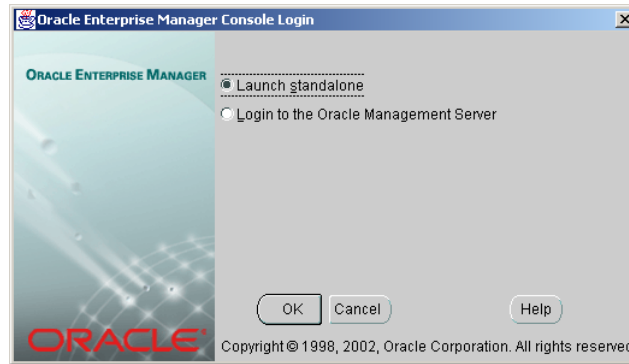 Oracle Enterprise Manager Console Login
ORACLE ENTERPRISE MANAGER
Launch standalone
Login to the Oracle Management Server
OK Cancel Help
ORACLE®
Copyright © 1998, 2002, Oracle Corporation. All rights reserved